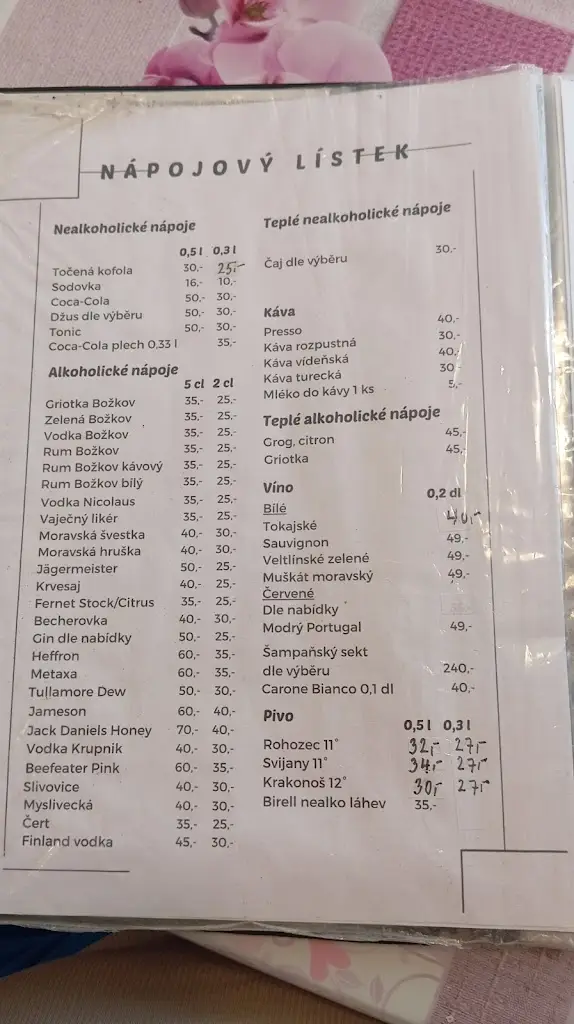 NÁPOJOVÝ LÍSTEK
Nealkoholické nápoje
0,5 l 0,3 l
Točená kofola 30,- 25,-
Sodovka 16,- 10,-
Coca-Cola 50,- 30,-
Džus dle výběru 50,- 30,-
Tonic 50,- 30,-
Coca-Cola plech 0,33 l 35,-
Alkoholické nápoje
5 cl 2 cl
Griotka Božkov 35,- 25,-
Zelená Božkov 35,- 25,-
Vodka Božkov 35,- 25,-
Rum Božkov 35,- 25,-
Rum Božkov kávový 35,- 25,-
Rum Božkov bílý 35,- 25,-
Vodka Nicolaus 35,- 25,-
Vaječný likér 35,- 25,-
Moravská švestka 40,- 30,-
Moravská hruška 40,- 30,-
Jägermeister 50,- 25,-
Krvesaj 40,- 25,-
Fernet Stock/Citrus 35,- 25,-
Becherovka 40,- 30,-
Gin dle nabídky 50,- 25,-
Heffron 60,- 35,-
Metaxa 60,- 35,-
Tullamore Dew 50,- 30,-
Jameson 60,- 40,-
Jack Daniels Honey 70,- 40,-
Vodka Krupnik 40,- 30,-
Beefeater Pink 60,- 35,-
Slivovice 40,- 30,-
Myslivecká 40,- 30,-
Čert 35,- 25,-
Finland vodka 45,- 30,-
Teplé nealkoholické nápoje
Čaj dle výběru 30,-
Káva
Presso 40,-
Káva rozpustná 30,-
Káva vídeňská 40,-
Káva turecká 30
Mléko do kávy 1 ks 5,-
Teplé alkoholické nápoje
Grog, citron 45,-
Griotka 45,-
Víno 0,2 dl
Bílé
Tokajské 40,-
Sauvignon 49,-
Veltlínské zelené 49,-
Muškát moravský 49,-
Červené
Dle nabídky
Modrý Portugal 49,-
Šampaňský sekt
dle výběru 240,-
Carone Bianco 0,1 dl 40,-
Pivo 0,5 l 0,3 l
Rohozec 11° 32,- 27,-
Svijany 11° 34,- 27,-
Krakonoš 12° 30,- 27,-
Birell nealko láhev 35,-